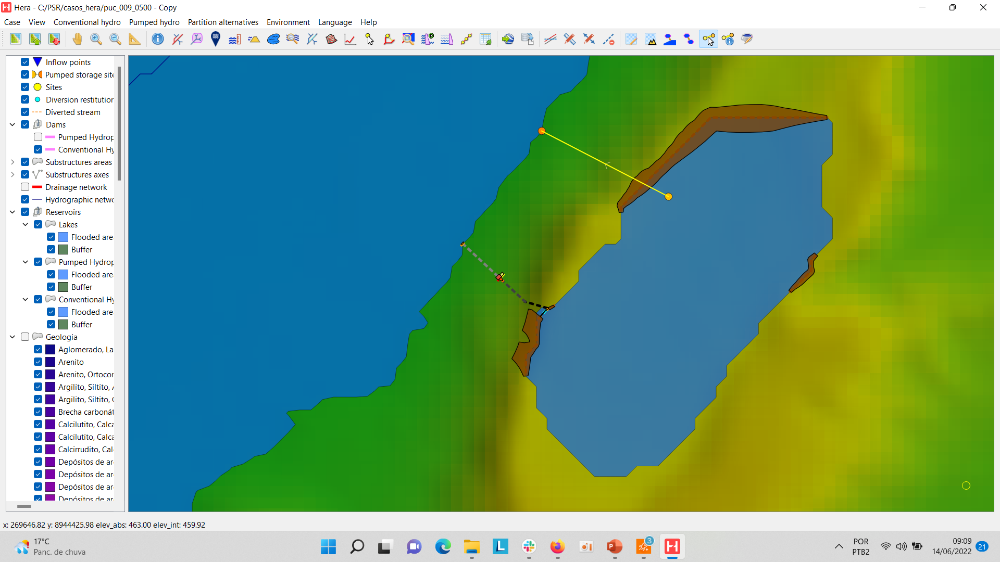 Hera - C:/PSR/casos_hera/puc_009_0500 - Copy
Case View Conventional hydro Pumped hydro Partition alternatives Environment Language Help
Inflow points
Pumped storage site
Sites
Diversion restitution
Diverted stream
Dams
Pumped Hydrop
Conventional Hy
Substructures areas
Substructures axes
Drainage network
Hydrographic netwo
Reservoirs
Lakes
Flooded are
Buffer
Pumped Hydrop
Flooded are
Buffer
Conventional Hy
Flooded are
Buffer
Geologia
Aglomerado, La
Arenito
Arenito, Ortocor
Argilito, Siltito, A
Argilito, Siltito, C
Brecha carbonát
Calcilutito, Calca
Calcilutito, Calca
Calcirrudito, Cal
Depósitos de ar
Depósitos de ar
Depósitos de ar
Depósitos de ar
x: 269646.82 y: 8944425.98 elev_abs: 463.00 elev_int: 459.92
17°C
Panc. de chuva
3
POR
PTB2
09:09
14/06/2022
21